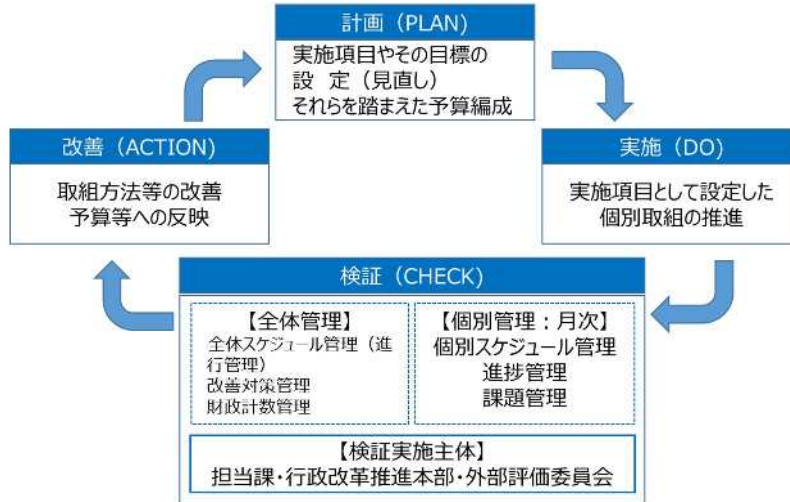 計画（PLAN）
実施項目やその目標の
設　定（見直し）
それらを踏まえた予算編成
改善（ACTION）
取組方法等の改善
予算等への反映
実施（DO）
実施項目として設定した
個別取組の推進
検証（CHECK）
【全体管理】
全体スケジュール管理（進
行管理）
改善対策管理
財政計数管理
【個別管理：月次】
個別スケジュール管理
進捗管理
課題管理
【検証実施主体】
担当課・行政改革推進本部・外部評価委員会